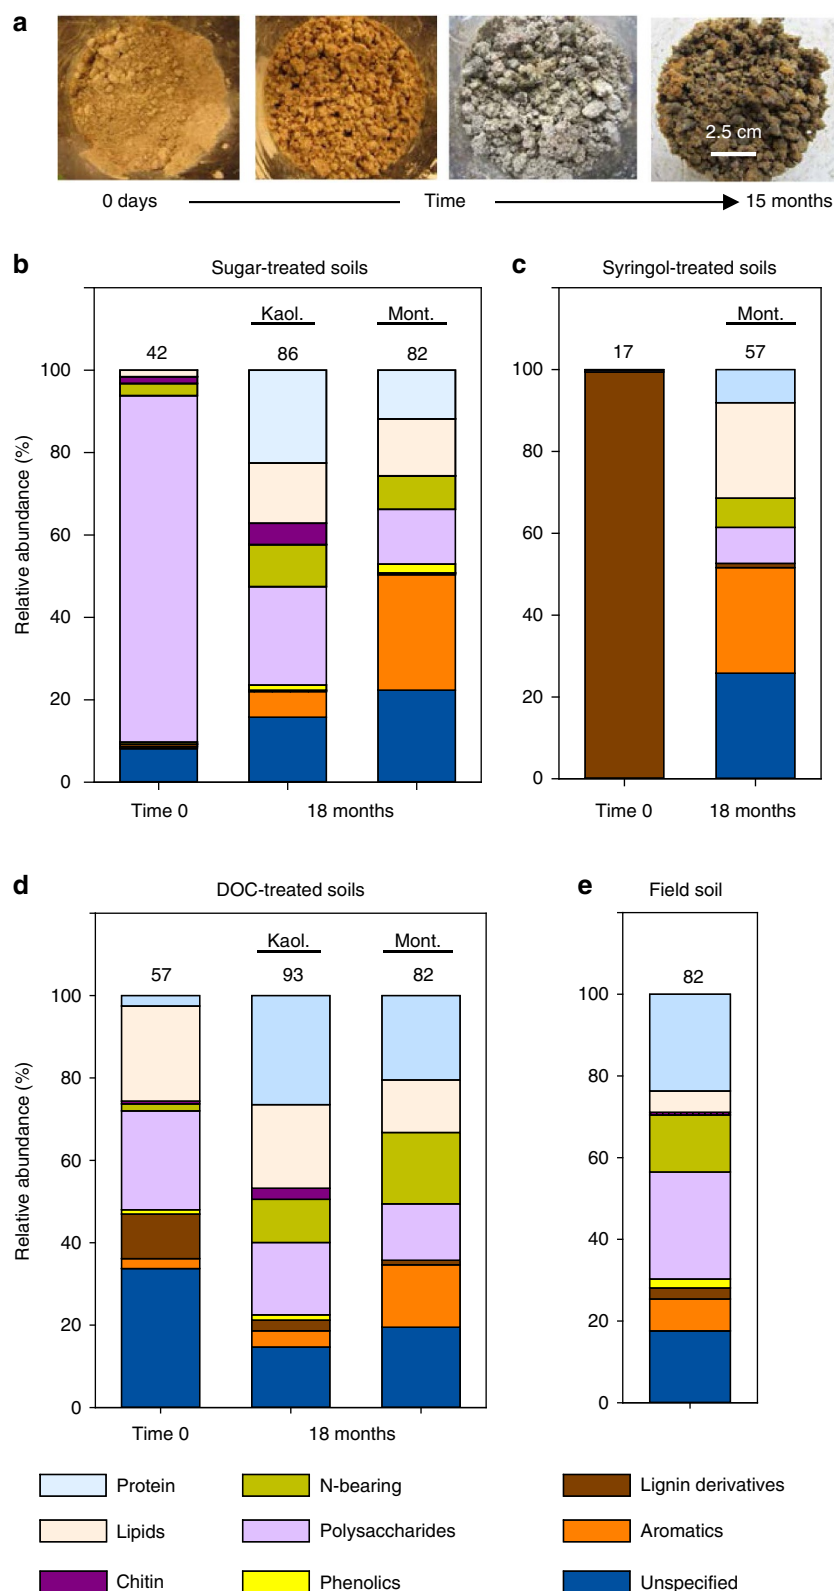 a
2.5 cm
0 days Time 15 months
b Sugar-treated soils
Kaol. Mont.
42 86 82
Relative abundance (%)
100
80
60
40
20
0
Time 0 18 months
c Syringol-treated soils
Mont.
17 57
100
80
60
40
20
0
Time 0 18 months
d DOC-treated soils
Kaol. Mont.
57 93 82
Relative abundance (%)
100
80
60
40
20
0
Time 0 18 months
e Field soil
82
100
80
60
40
20
0
Protein N-bearing Lignin derivatives
Lipids Polysaccharides Aromatics
Chitin Phenolics Unspecified